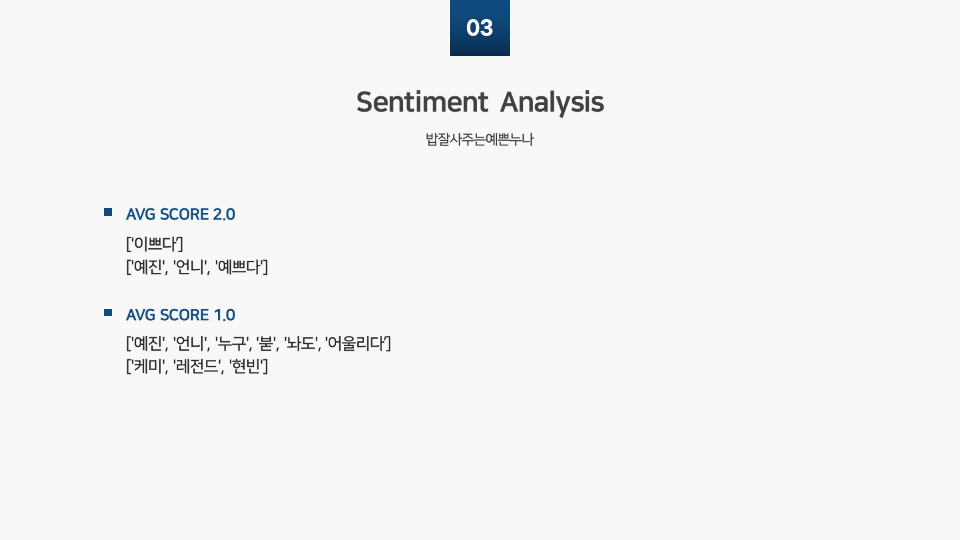 03
Sentiment Analysis
밥잘사주는예쁜누나
AVG SCORE 2.0
['이쁘다']
['예진', '언니', '예쁘다']
AVG SCORE 1.0
['예진', '언니', '누구', '붙', '놔도', '어울리다']
['케미', '레전드', '현빈']